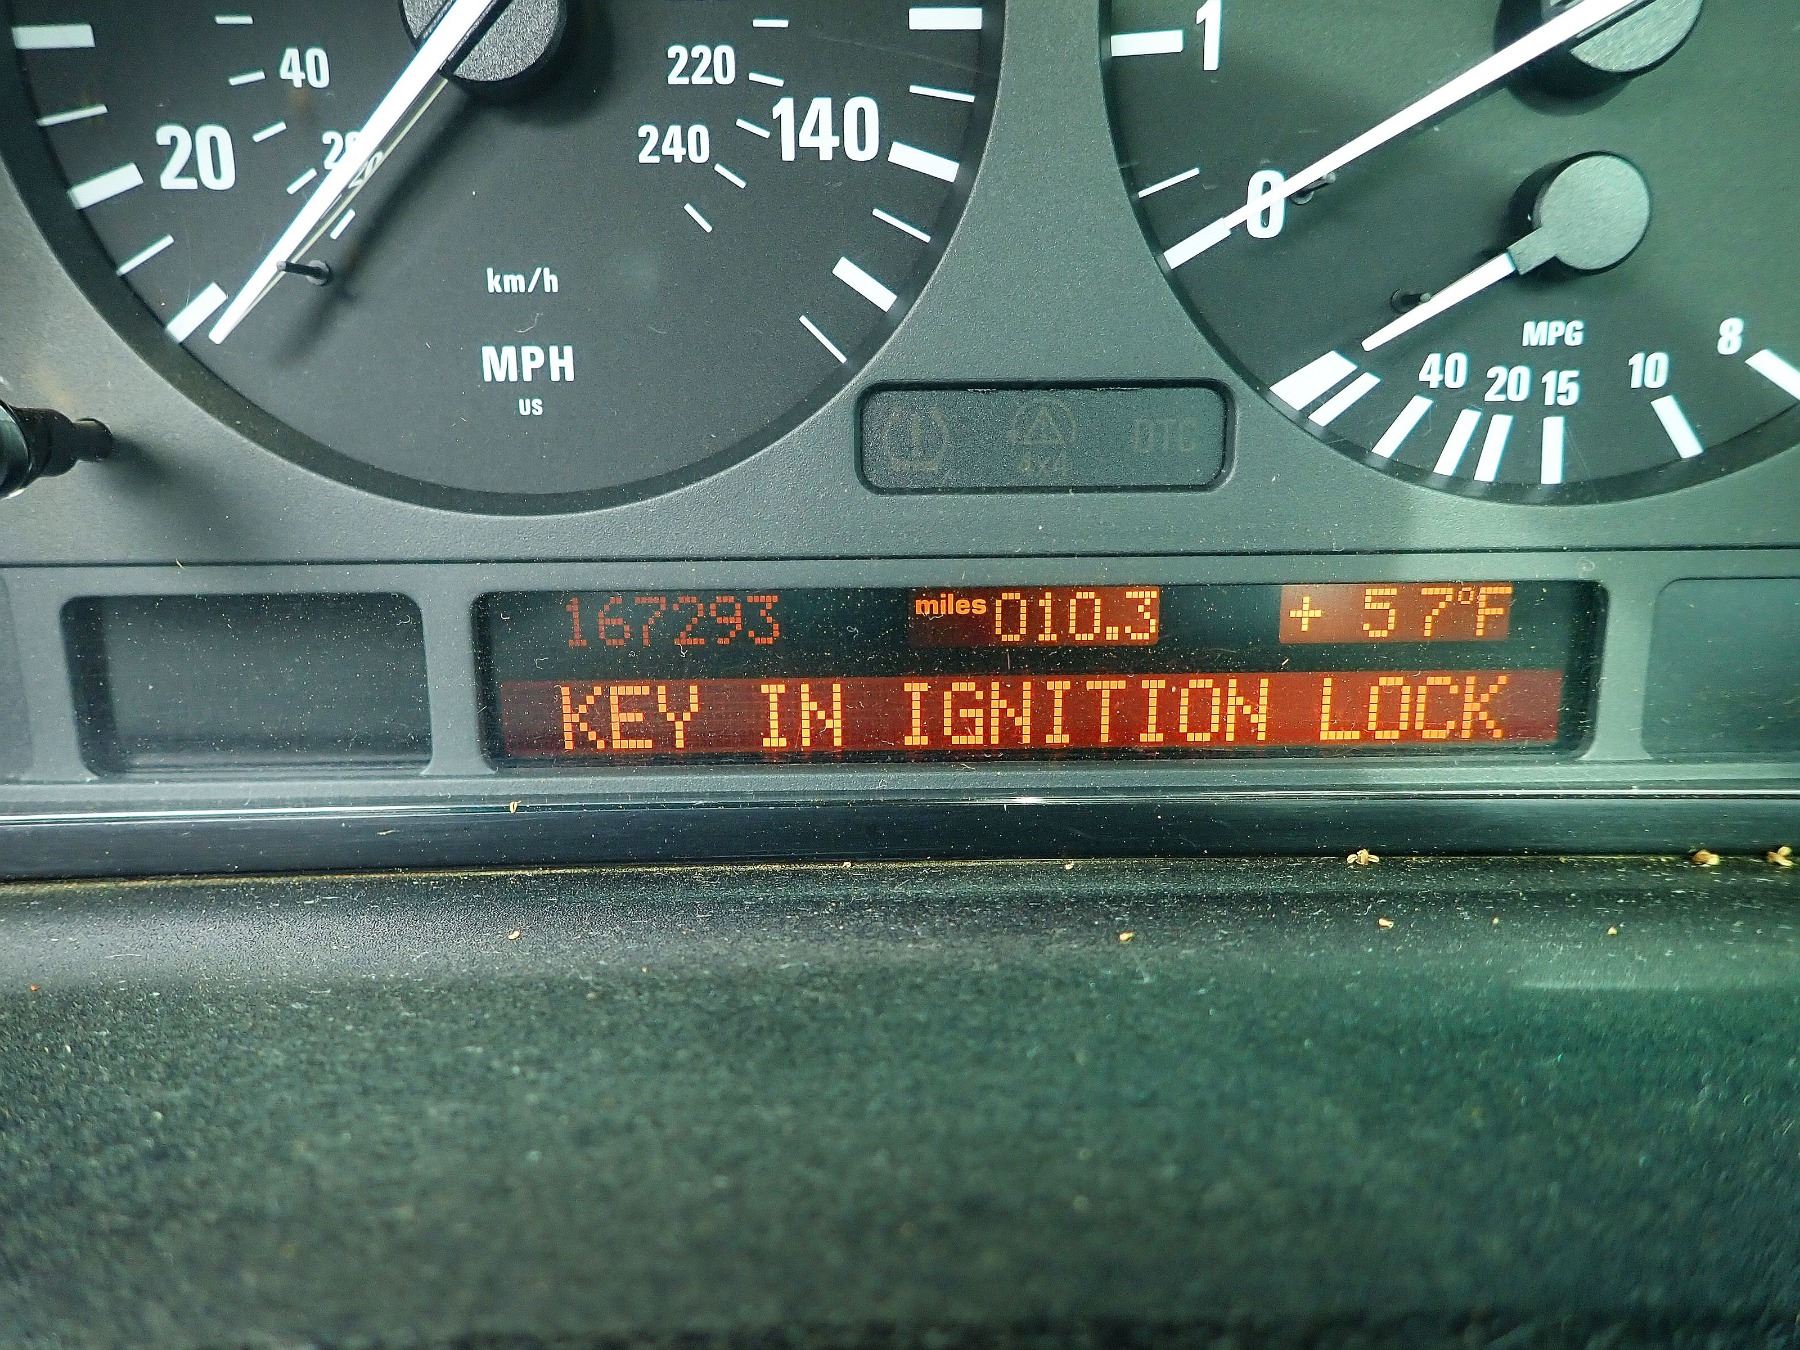 40
20
220
140
240
km/h
MPH
US
1
0
MPG
40 20 15 10 8
4x4
DTC
167293 miles 010.3 + 57°F
KEY IN IGNITION LOCK